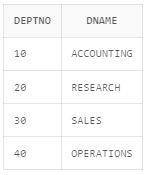 DEPTNO DNAME
10 ACCOUNTING
20 RESEARCH
30 SALES
40 OPERATIONS